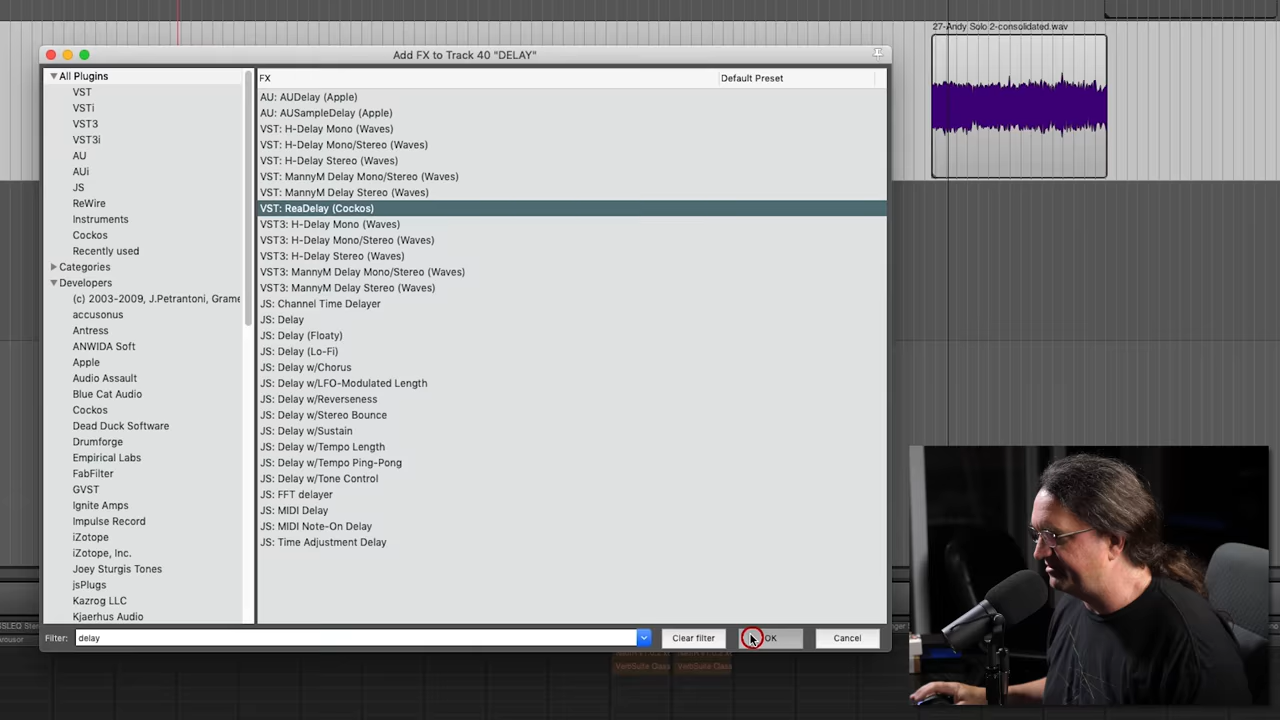 27-Andy Solo 2-consolidated.wav
Add FX to Track 40 "DELAY"
All Plugins
VST
VSTi
VST3
VST3i
AU
AUi
JS
ReWire
Instruments
Cockos
Recently used
Categories
Developers
(c) 2003-2009, J.Petrantoni, Grame
accusonus
Antress
ANWIDA Soft
Apple
Audio Assault
Blue Cat Audio
Cockos
Dead Duck Software
Drumforge
Empirical Labs
FabFilter
GVST
Ignite Amps
Impulse Record
iZotope
iZotope, Inc.
Joey Sturgis Tones
jsPlugs
Kazrog LLC
Kjaerhus Audio
FX Default Preset
AU: AUDelay (Apple)
AU: AUSampleDelay (Apple)
VST: H-Delay Mono (Waves)
VST: H-Delay Mono/Stereo (Waves)
VST: H-Delay Stereo (Waves)
VST: MannyM Delay Mono/Stereo (Waves)
VST: MannyM Delay Stereo (Waves)
VST: ReaDelay (Cockos)
VST3: H-Delay Mono (Waves)
VST3: H-Delay Mono/Stereo (Waves)
VST3: H-Delay Stereo (Waves)
VST3: MannyM Delay Mono/Stereo (Waves)
VST3: MannyM Delay Stereo (Waves)
JS: Channel Time Delayer
JS: Delay
JS: Delay (Floaty)
JS: Delay (Lo-Fi)
JS: Delay w/Chorus
JS: Delay w/LFO-Modulated Length
JS: Delay w/Reverseness
JS: Delay w/Stereo Bounce
JS: Delay w/Sustain
JS: Delay w/Tempo Length
JS: Delay w/Tempo Ping-Pong
JS: Delay w/Tone Control
JS: FFT delayer
JS: MIDI Delay
JS: MIDI Note-On Delay
JS: Time Adjustment Delay
Filter: delay Clear filter OK Cancel